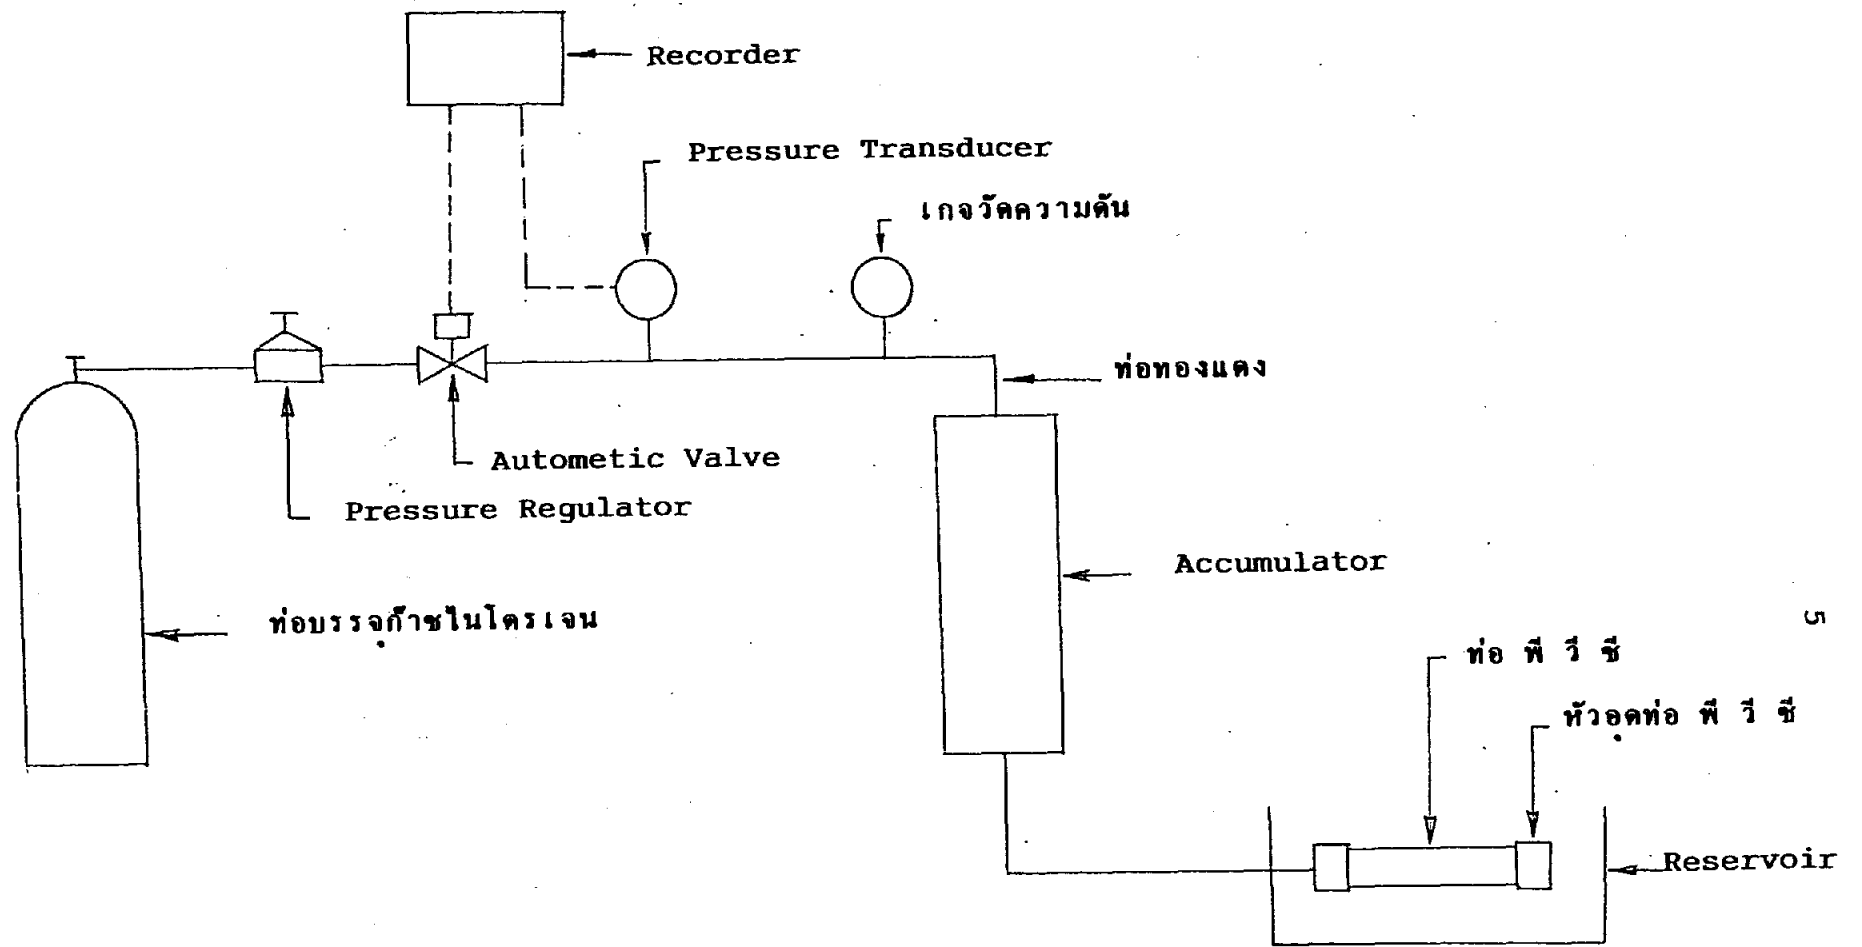 Recorder
Pressure Transducer
เกจวัดความดัน
ท่อทองแดง
Autometic Valve
Pressure Regulator
Accumulator
ท่อบรรจุก๊าซไนโตรเจน
5
ท่อ พี วี ซี
หัวอุดท่อ พี วี ซี
Reservoir